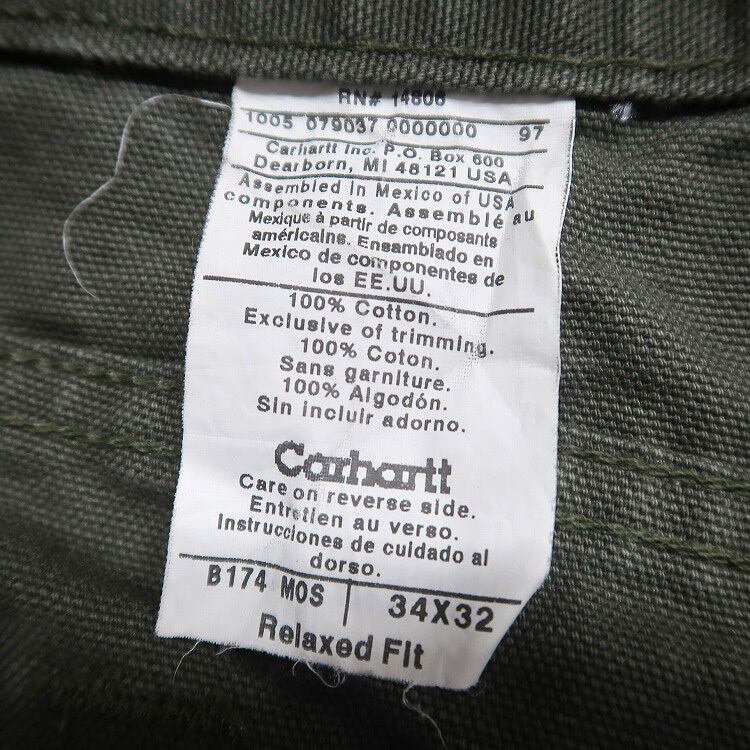 RN# 14806
1005 079037 0000000 97
Carhartt Inc. P.O. Box 600
Dearborn, MI 48121 USA
Assembled in Mexico of USA
components. Assemblé au
Mexique à partir de composants
américains. Ensamblado en
Mexico de componentes de
los EE.UU.
100% Cotton.
Exclusive of trimming.
100% Coton.
Sans garniture.
100% Algodón.
Sin incluir adorno.
Carhartt
Care on reverse side.
Entretien au verso.
Instrucciones de cuidado al
dorso.
B174 MOS | 34X32
Relaxed Fit